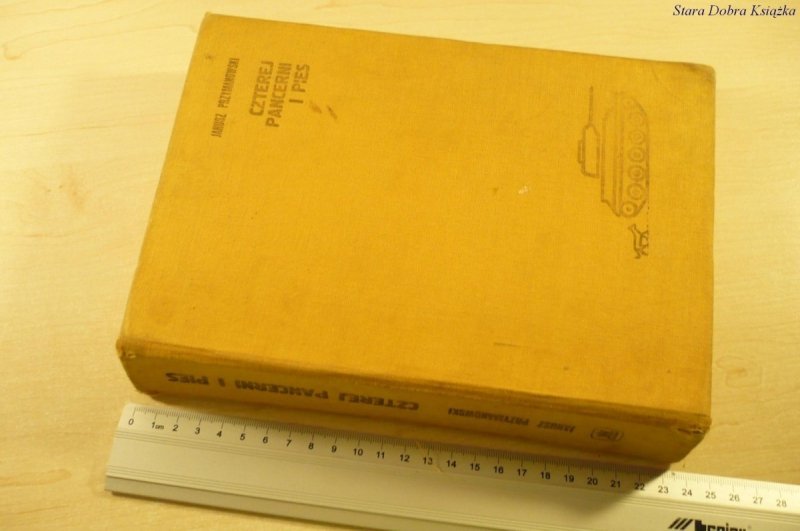 Stara Dobra Książka
JANUSZ PRZYMANOWSKI
CZTEREJ
PANCERNI
I PIES
CZTEREJ PANCERNI I PIES
JANUSZ PRZYMANOWSKI
0 1cm 2 3 4 5 6 7 8 9 10 11 12 13 14 15 16 17 18 19 20 21 22 23 24 25 26 27 28